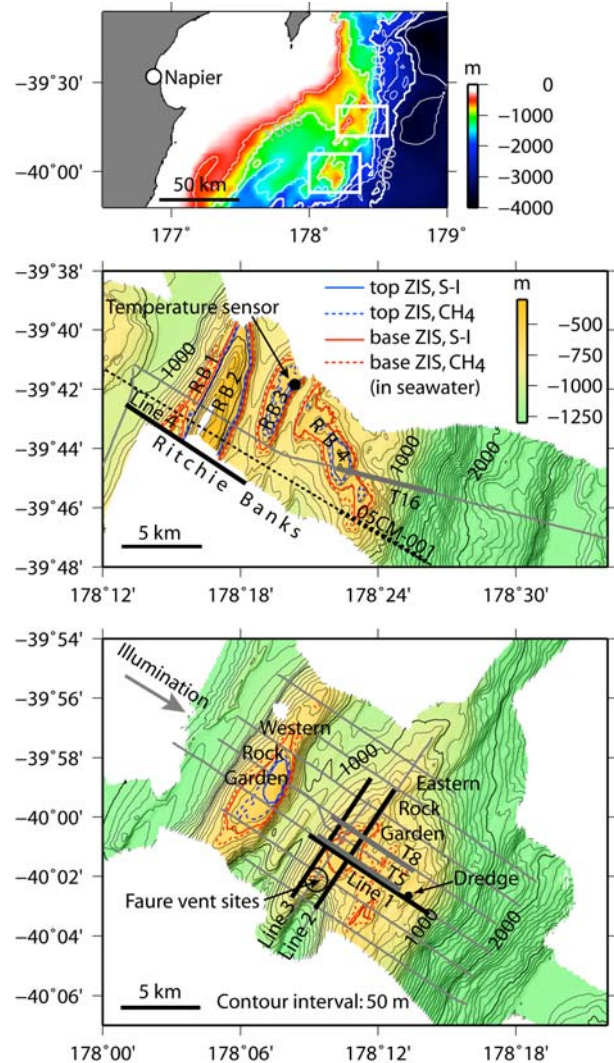 −39°30'
−40°00'
Napier
1000
3000
3000
50 km
177°
178°
179°
m
0
−1000
−2000
−3000
−4000
−39°38'
−39°40'
−39°42'
−39°44'
−39°46'
−39°48'
Temperature sensor
top ZIS, S-I
top ZIS, CH4
base ZIS, S-I
base ZIS, CH4
(in seawater)
m
−500
−750
−1000
−1250
1000
RB1
RB2
RB3
RB4
Line 4
Ritchie Banks
1000
2000
T16
05CM-001
5 km
178°12'
178°18'
178°24'
178°30'
−39°54'
−39°56'
−39°58'
−40°00'
−40°02'
−40°04'
−40°06'
Illumination
Western
Rock
Garden
1000
Eastern
Rock
Garden
T8
T5
Line 1
Dredge
Faure vent sites
Line 3
Line 2
1000
2000
5 km
Contour interval: 50 m
178°00'
178°06'
178°12'
178°18'